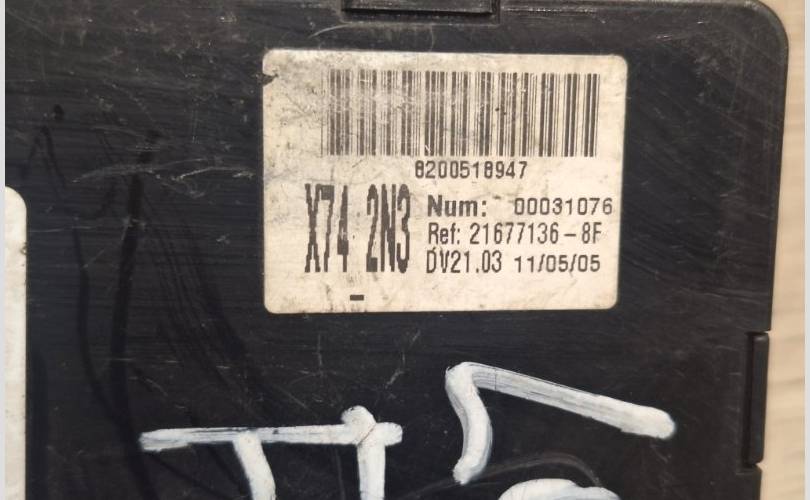 8200518947
X74 2N3
Num: 00031076
Ref: 21677136-8F
DV21.03 11/05/05